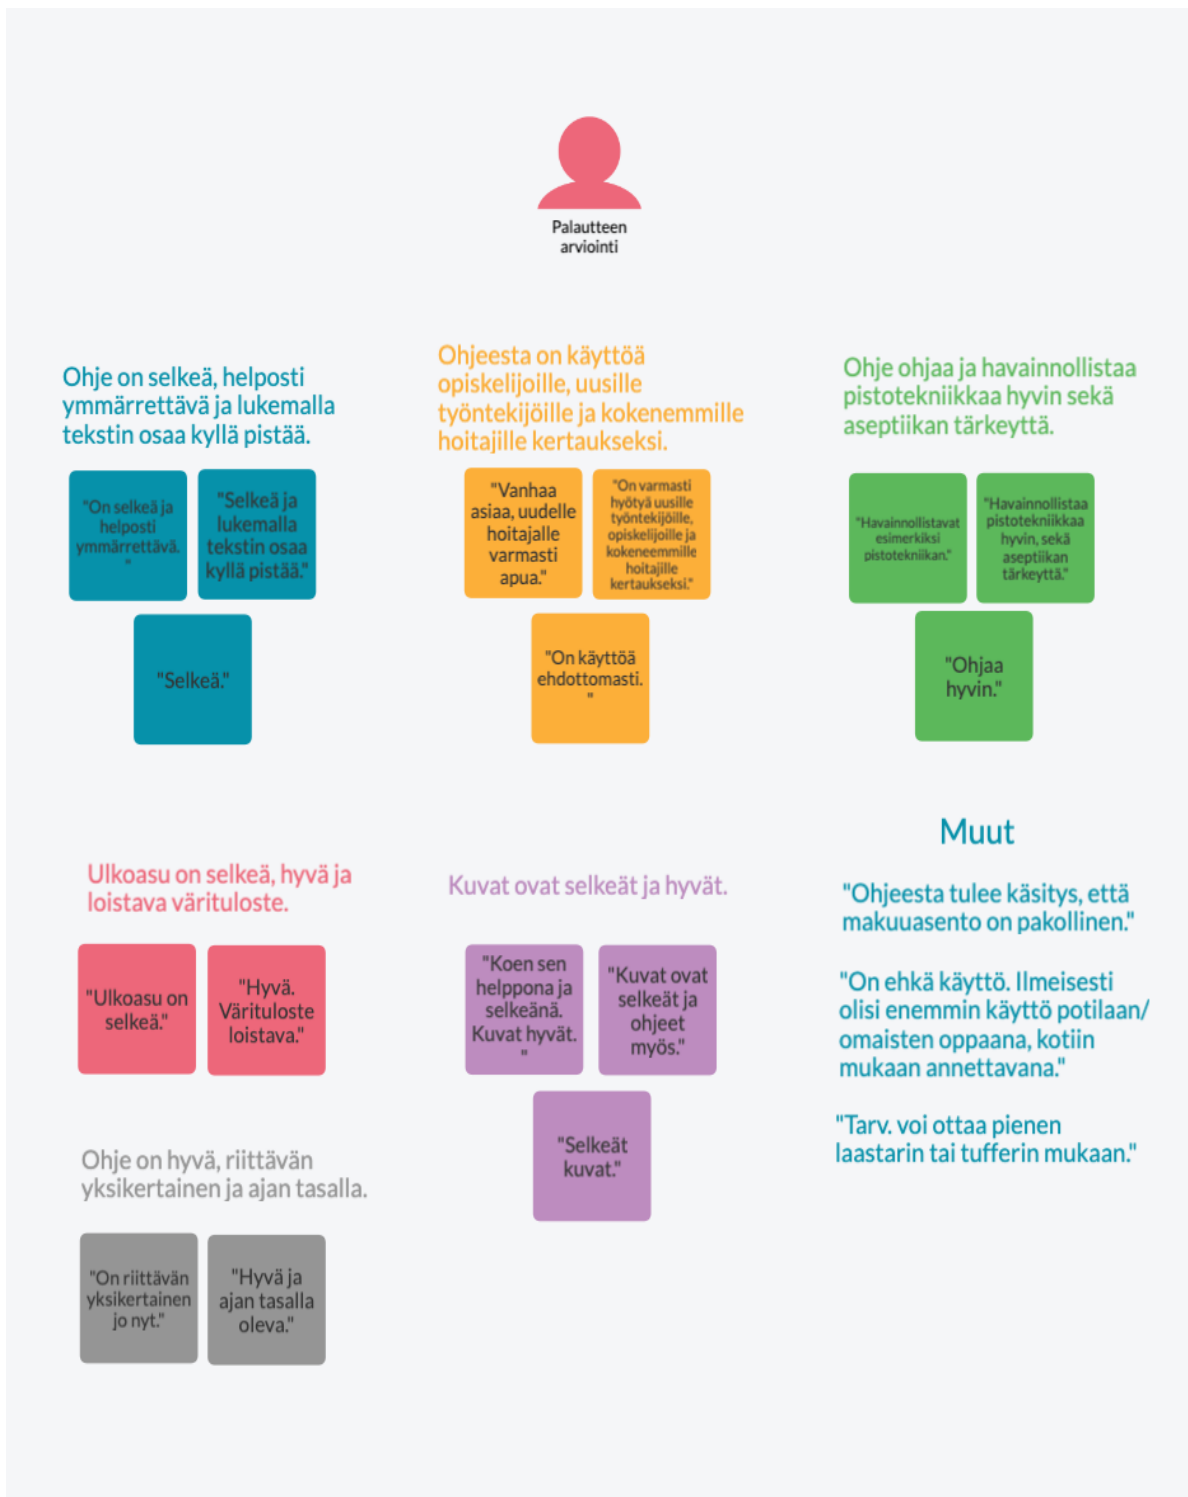 Palautteen
arviointi
Ohje on selkeä, helposti
ymmärrettävä ja lukemalla
tekstin osaa kyllä pistää.
"On selkeä ja
helposti
ymmärrettävä.
"
"Selkeä ja
lukemalla
tekstin osaa
kyllä pistää."
"Selkeä."
Ohjeesta on käyttöä
opiskelijoille, uusille
työntekijöille ja kokenemmille
hoitajille kertaukseksi.
"Vanhaa
asiaa, uudelle
hoitajalle
varmasti
apua."
"On varmasti
hyötyä uusille
työntekijöille,
opiskelijoille ja
kokeneemmille
hoitajille
kertaukseksi."
"On käyttöä
ehdottomasti.
"
Ohje ohjaa ja havainnollistaa
pistotekniikkaa hyvin sekä
aseptiikan tärkeyttä.
"Havainnollistavat
esimerkiksi
pistotekniikan."
"Havainnollistaa
pistotekniikkaa
hyvin, sekä
aseptiikan
tärkeyttä."
"Ohjaa
hyvin."
Ulkoasu on selkeä, hyvä ja
loistava värituloste.
"Ulkoasu on
selkeä."
"Hyvä.
Värituloste
loistava."
Kuvat ovat selkeät ja hyvät.
"Koen sen
helppona ja
selkeänä.
Kuvat hyvät.
"
"Kuvat ovat
selkeät ja
ohjeet
myös."
"Selkeät
kuvat."
Muut
"Ohjeesta tulee käsitys, että
makuuasento on pakollinen."
"On ehkä käyttö. Ilmeisesti
olisi enemmin käyttö potilaan/
omaisten oppaana, kotiin
mukaan annettavana."
"Tarv. voi ottaa pienen
laastarin tai tufferin mukaan."
Ohje on hyvä, riittävän
yksikertainen ja ajan tasalla.
"On riittävän
yksikertainen
jo nyt."
"Hyvä ja
ajan tasalla
oleva."